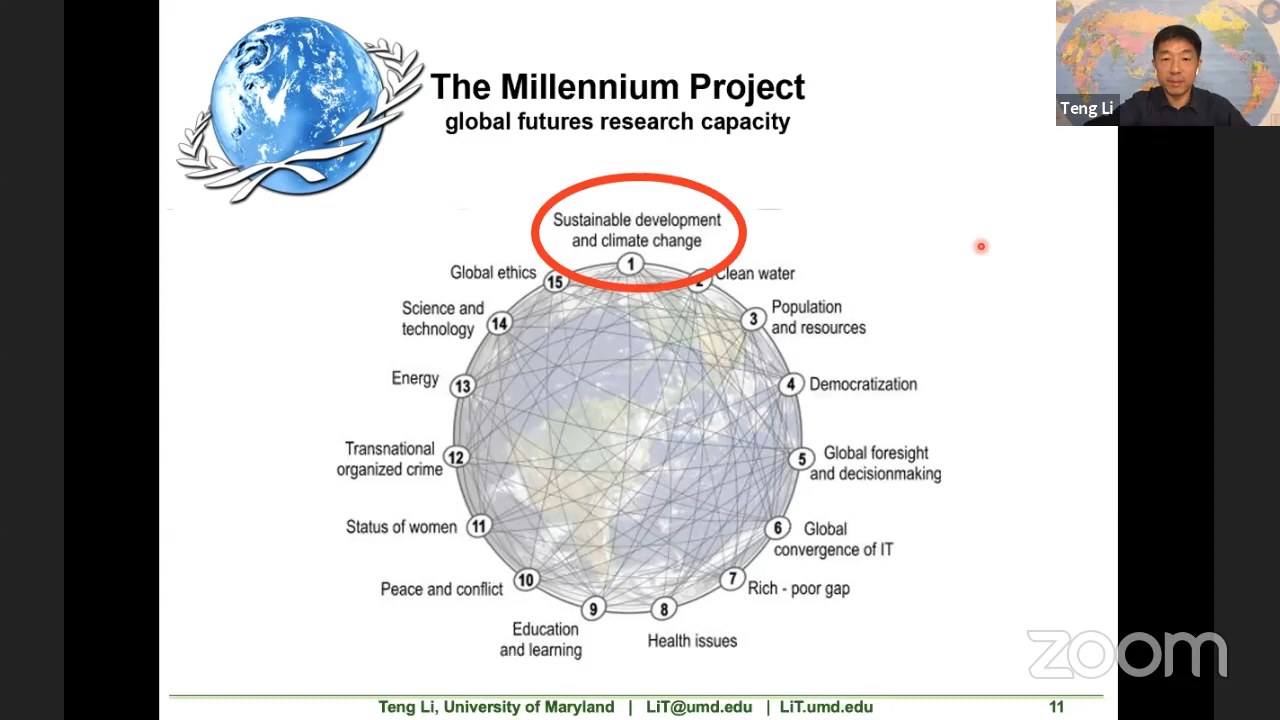 The Millennium Project
global futures research capacity
Teng Li
Sustainable development
and climate change
1
2
Clean water
3
Population
and resources
4
Democratization
5
Global foresight
and decisionmaking
6
Global
convergence of IT
7
Rich - poor gap
8
Health issues
9
Education
and learning
10
Peace and conflict
11
Status of women
12
Transnational
organized crime
13
Energy
14
Science and
technology
15
Global ethics
zoom
Teng Li, University of Maryland | LiT@umd.edu | LiT.umd.edu 11